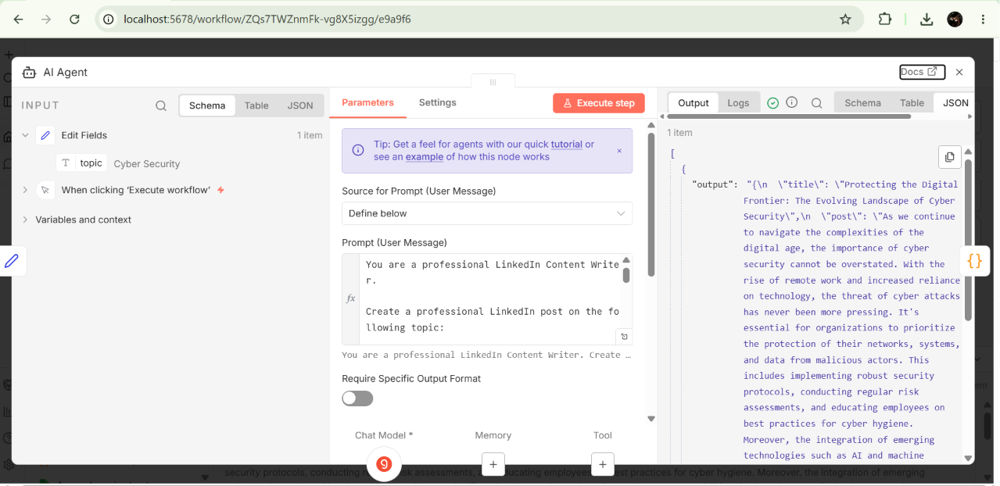 localhost:5678/workflow/ZQs7TWZnmFk-vg8X5izgg/e9a9f6
AI Agent
Docs
INPUT
Schema
Table
JSON
Edit Fields
1 item
T topic Cyber Security
When clicking ‘Execute workflow’
Variables and context
Parameters
Settings
Execute step
Tip: Get a feel for agents with our quick tutorial or
see an example of how this node works
Source for Prompt (User Message)
Define below
Prompt (User Message)
fx
You are a professional LinkedIn Content Write
r.
Create a professional LinkedIn post on the fo
llowing topic:
You are a professional LinkedIn Content Writer. Create …
Require Specific Output Format
Chat Model *
Memory
Tool
Output
Logs
Schema
Table
JSON
1 item
[
{
"output": "{\n  \"title\": \"Protecting the Digital
Frontier: The Evolving Landscape of Cyber
Security\",\n  \"post\": \"As we continue
to navigate the complexities of the
digital age, the importance of cyber
security cannot be overstated. With the
rise of remote work and increased reliance
on technology, the threat of cyber attacks
has never been more pressing. It's
essential for organizations to prioritize
the protection of their networks, systems,
and data from malicious actors. This
includes implementing robust security
protocols, conducting regular risk
assessments, and educating employees on
best practices for cyber hygiene.
Moreover, the integration of emerging
technologies such as AI and machine
security protocols, conducting re k assessments, an ucating employees st practices for cyber hygiene. Moreover, the integration of emerging